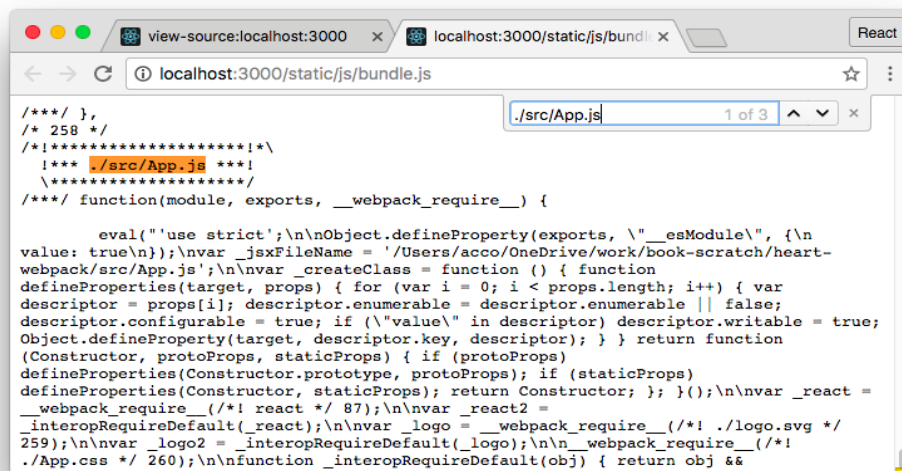 view-source:localhost:3000
localhost:3000/static/js/bundl
React
localhost:3000/static/js/bundle.js
./src/App.js
1 of 3
/***/ },
/* 258 */
/*!********************!*\
  !*** ./src/App.js ***!
  \********************/
/***/ function(module, exports, __webpack_require__) {
        eval("'use strict';\n\nObject.defineProperty(exports, \"__esModule\", {\n
value: true\n});\nvar _jsxFileName = '/Users/acco/OneDrive/work/book-scratch/heart-
webpack/src/App.js';\n\nvar _createClass = function () { function
defineProperties(target, props) { for (var i = 0; i < props.length; i++) { var
descriptor = props[i]; descriptor.enumerable = descriptor.enumerable || false;
descriptor.configurable = true; if (\"value\" in descriptor) descriptor.writable = true;
Object.defineProperty(target, descriptor.key, descriptor); } } return function
(Constructor, protoProps, staticProps) { if (protoProps)
defineProperties(Constructor.prototype, protoProps); if (staticProps)
defineProperties(Constructor, staticProps); return Constructor; }; }();\n\nvar _react =
__webpack_require__(/*! react */ 87);\n\nvar _react2 =
_interopRequireDefault(_react);\n\nvar _logo = __webpack_require__(/*! ./logo.svg */
259);\n\nvar _logo2 = _interopRequireDefault(_logo);\n\n__webpack_require__(/*!
./App.css */ 260);\n\nfunction _interopRequireDefault(obj) { return obj &&